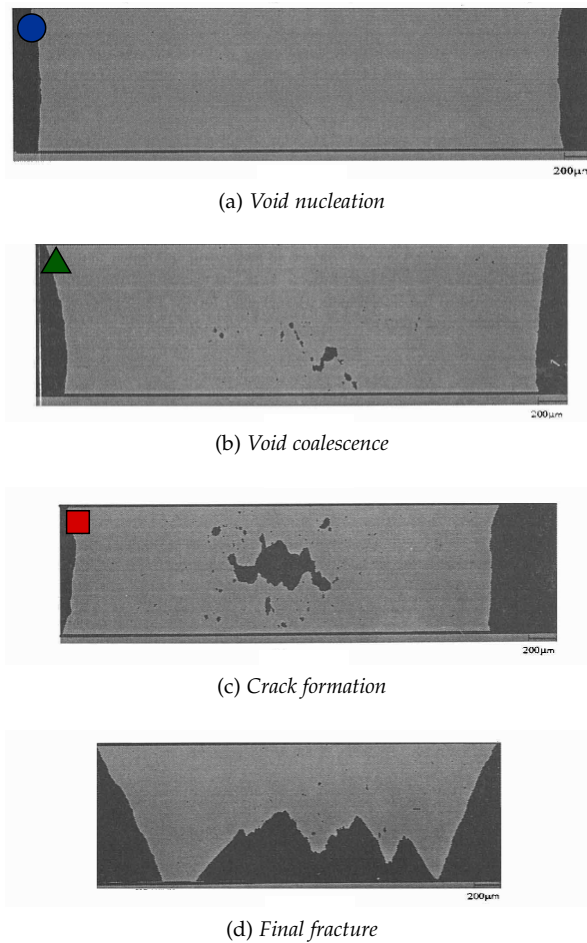 200μm
(a) Void nucleation
200μm
(b) Void coalescence
200μm
(c) Crack formation
200μm
(d) Final fracture